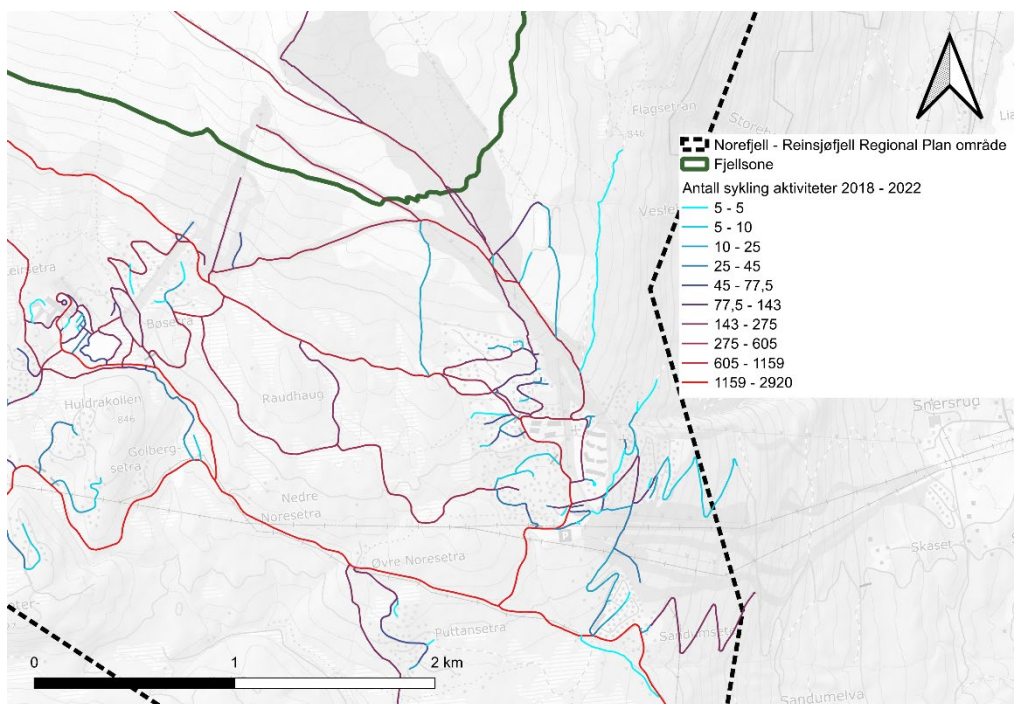 Flagsetran
846
Norefjell - Reinsjøfjell Regional Plan område
Fjellsone
Antall sykling aktiviteter 2018 - 2022
5 - 5
5 - 10
10 - 25
25 - 45
45 - 77,5
77,5 - 143
143 - 275
275 - 605
605 - 1159
1159 - 2920
Bøsetra
Raudhaug
Huldrakollen
846
Golberg-
setra
Nedre
Noresetra
P
Øvre Noresetra
Skaset
Puttansetra
Sandumseter
0
1
2 km
Sandumelva